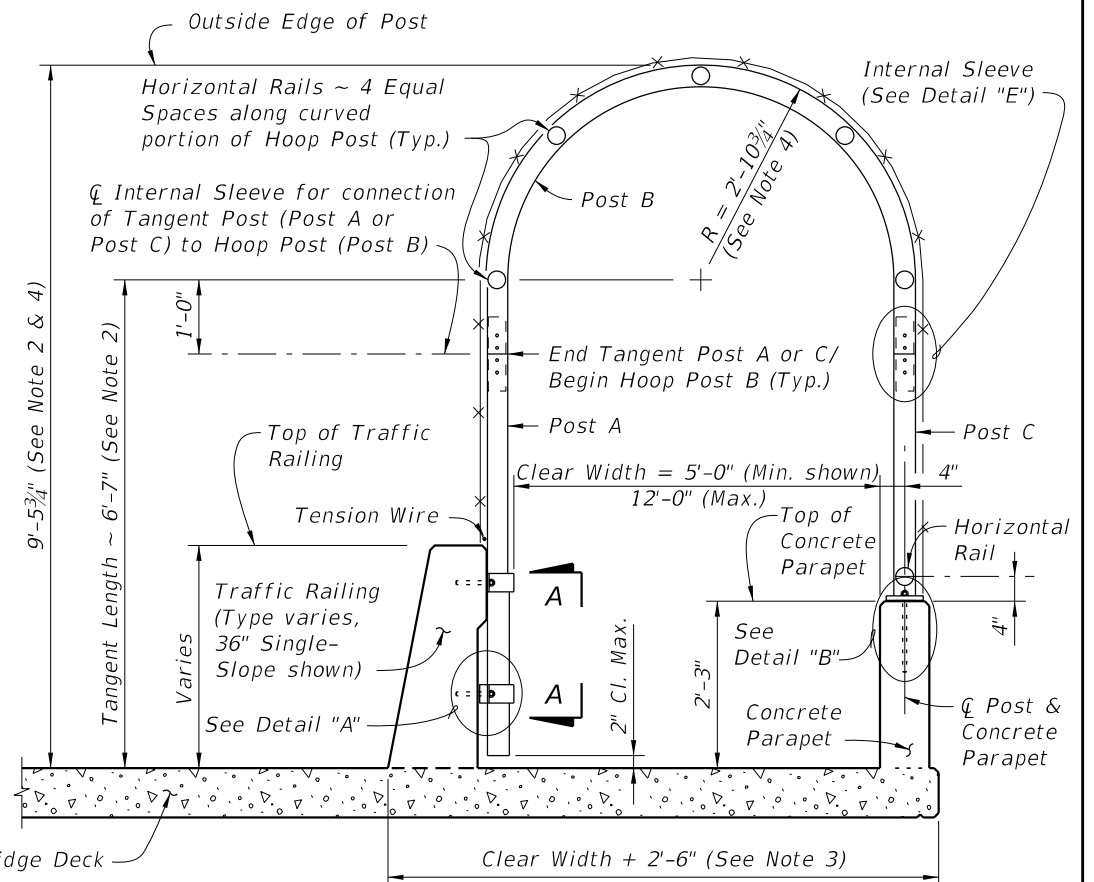 Outside Edge of Post
Horizontal Rails ~ 4 Equal
Spaces along curved
portion of Hoop Post (Typ.)
Internal Sleeve
(See Detail "E")
℄ Internal Sleeve for connection
of Tangent Post (Post A or
Post C) to Hoop Post (Post B)
Post B
R = 2'-10¾"
(See Note 4)
9'-5¾" (See Note 2 & 4)
Tangent Length ~ 6'-7" (See Note 2)
1'-0"
End Tangent Post A or C/
Begin Hoop Post B (Typ.)
Post A
Post C
Top of Traffic
Railing
Clear Width = 5'-0" (Min. shown)
12'-0" (Max.)
4"
Tension Wire
Top of
Concrete
Parapet
Horizontal
Rail
Traffic Railing
(Type varies,
36" Single-
Slope shown)
Varies
A
A
See Detail "A"
2" Cl. Max.
2'-3"
See
Detail "B"
4"
Concrete
Parapet
℄ Post &
Concrete
Parapet
idge Deck
Clear Width + 2'-6" (See Note 3)